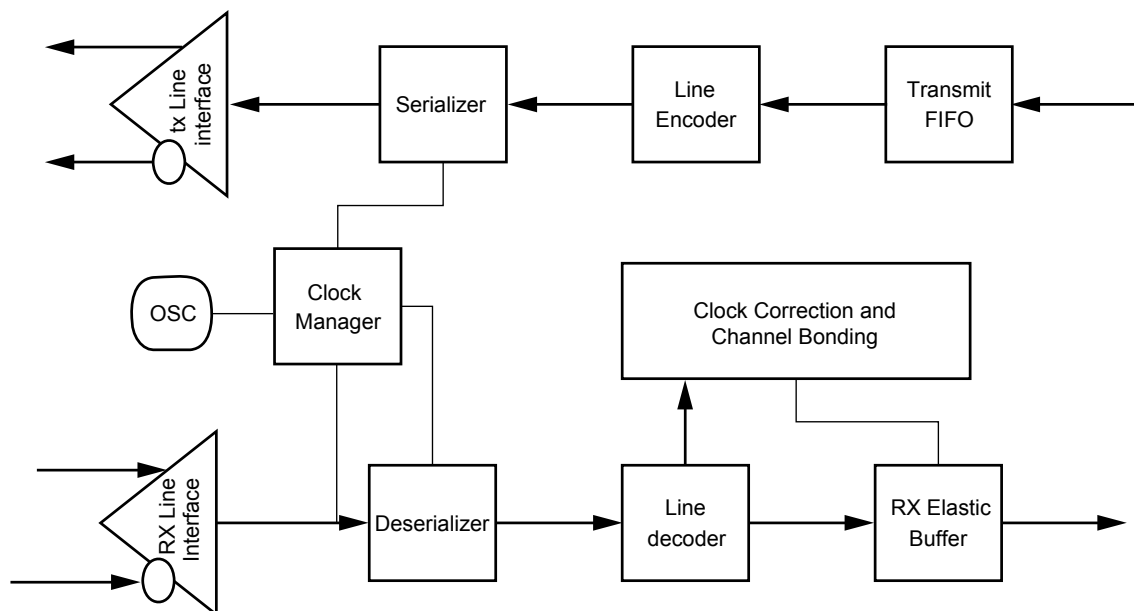 tx Line
interface
Serializer
Line
Encoder
Transmit
FIFO
OSC
Clock
Manager
Clock Correction and
Channel Bonding
RX Line
Interface
Deserializer
Line
decoder
RX Elastic
Buffer